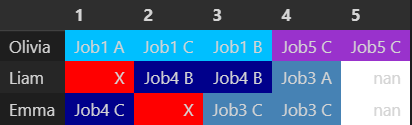 1 2 3 4 5
Olivia Job1 A Job1 C Job1 B Job5 C Job5 C
Liam X Job4 B Job4 B Job3 A nan
Emma Job4 C X Job3 C Job3 C nan